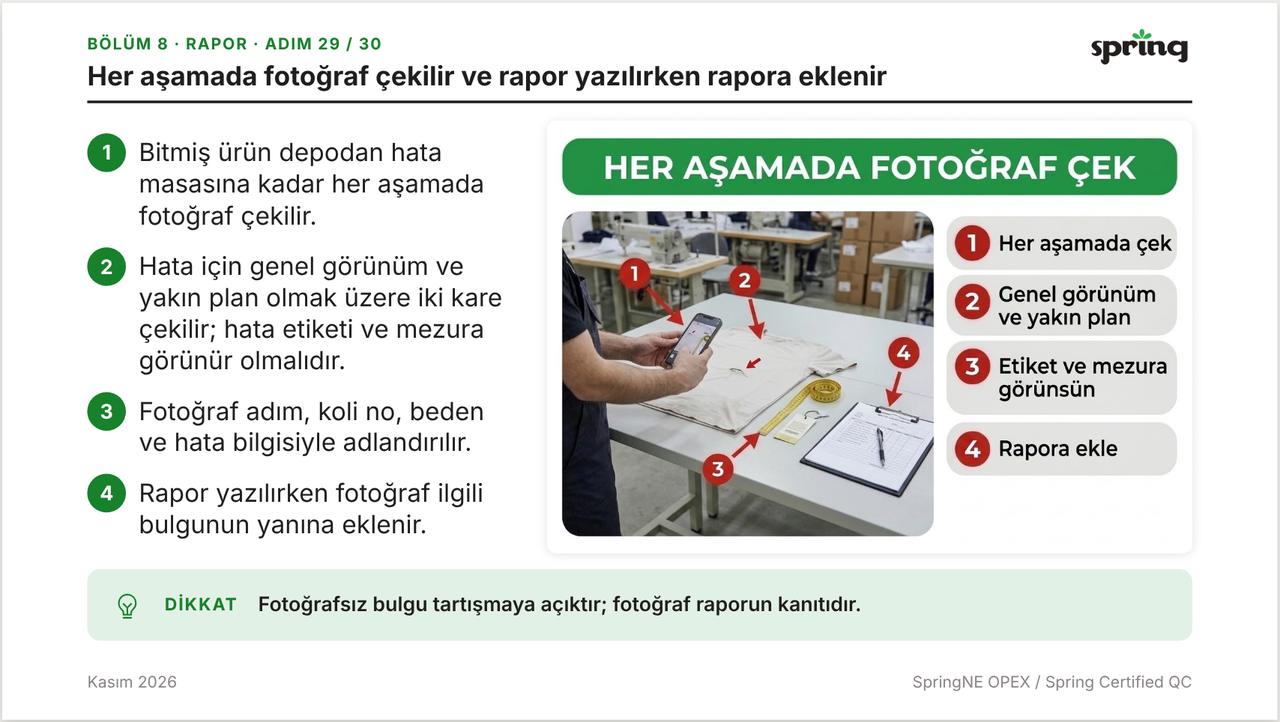 BÖLÜM 8 · RAPOR · ADIM 29 / 30
spring
Her aşamada fotoğraf çekilir ve rapor yazılırken rapora eklenir
1 Bitmiş ürün depodan hata
masasına kadar her aşamada
fotoğraf çekilir.
2 Hata için genel görünüm ve
yakın plan olmak üzere iki kare
çekilir; hata etiketi ve mezura
görünür olmalıdır.
3 Fotoğraf adım, koli no, beden
ve hata bilgisiyle adlandırılır.
4 Rapor yazılırken fotoğraf ilgili
bulgunun yanına eklenir.
HER AŞAMADA FOTOĞRAF ÇEK
1
2
3
4
1 Her aşamada çek
2 Genel görünüm
ve yakın plan
3 Etiket ve mezura
görünsün
4 Rapora ekle
DİKKAT Fotoğrafsız bulgu tartışmaya açıktır; fotoğraf raporun kanıtıdır.
Kasım 2026
SpringNE OPEX / Spring Certified QC